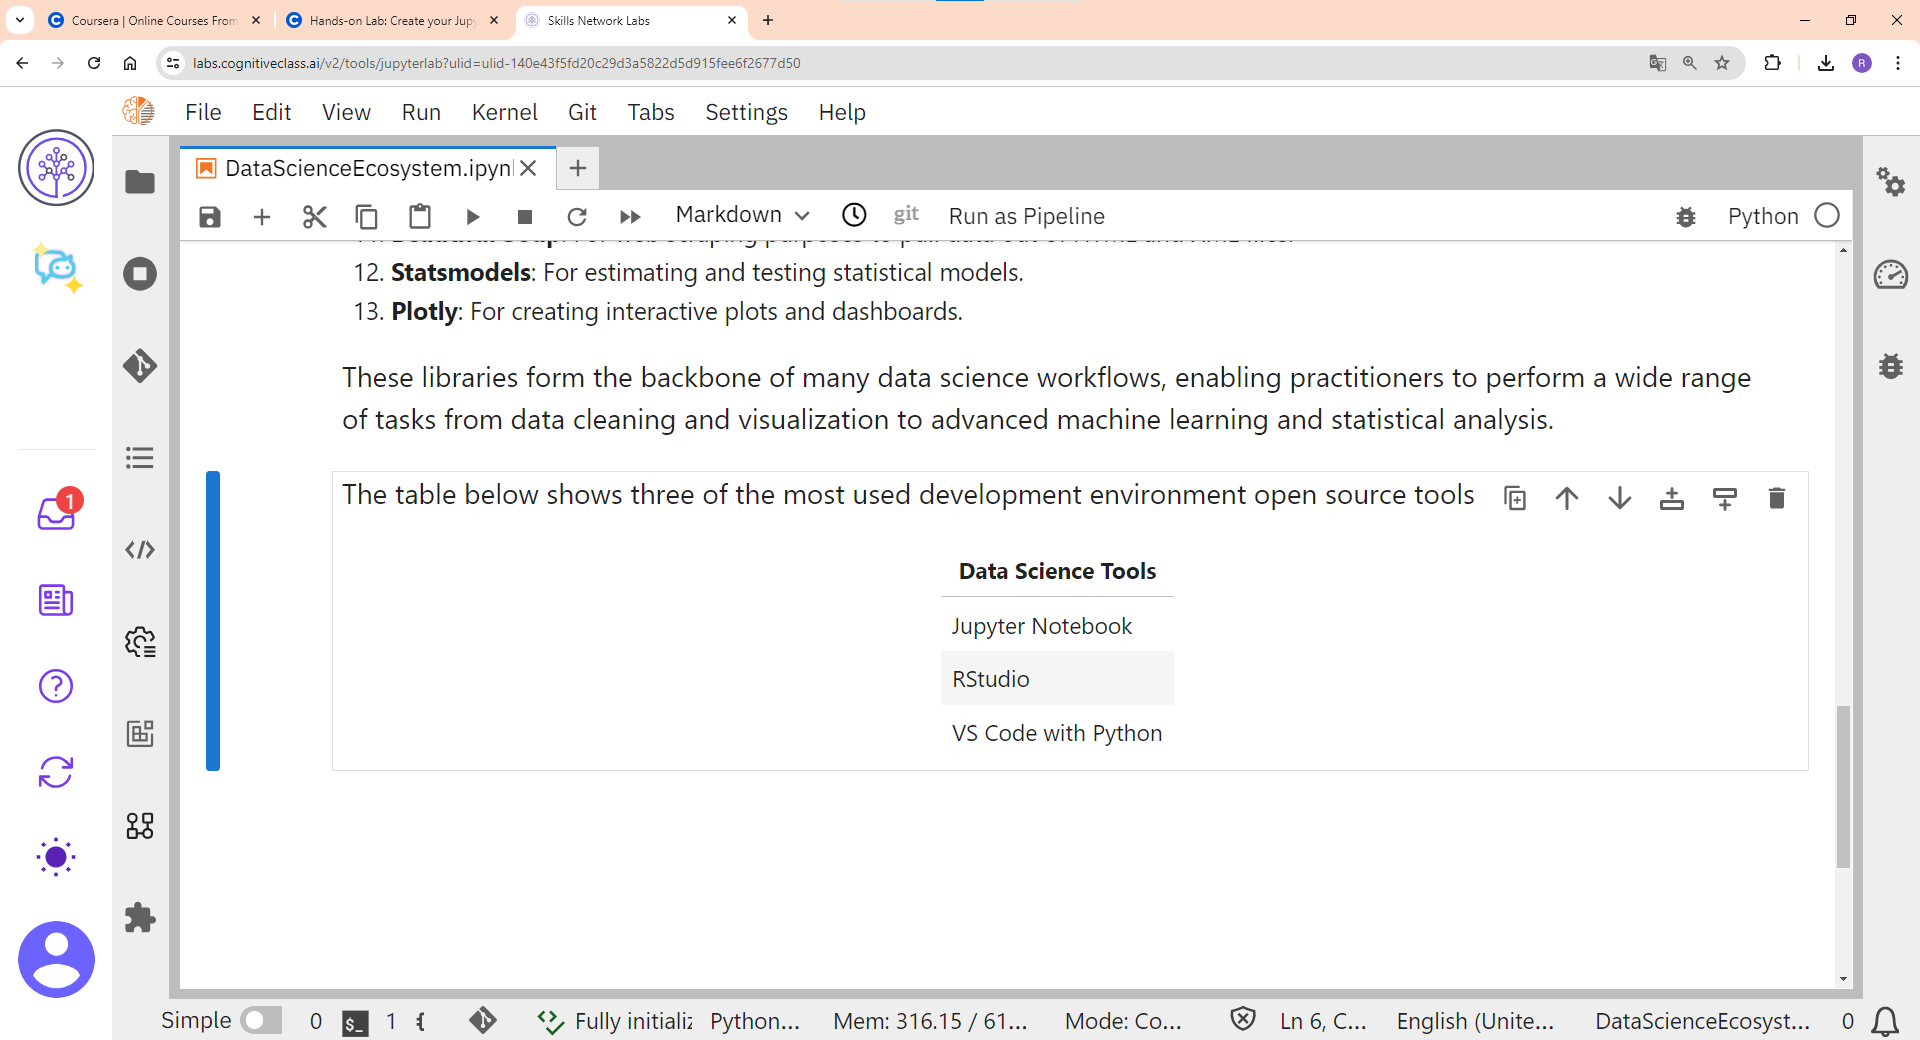 Coursera | Online Courses From
Hands-on Lab: Create your Jup
Skills Network Labs
labs.cognitiveclass.ai/v2/tools/jupyterlab?ulid=ulid-140e43f5fd20c29d3a5822d5d915fee6f2677d50
R
File Edit View Run Kernel Git Tabs Settings Help
DataScienceEcosystem.ipyn
Markdown git Run as Pipeline Python
12. Statsmodels: For estimating and testing statistical models.
13. Plotly: For creating interactive plots and dashboards.
These libraries form the backbone of many data science workflows, enabling practitioners to perform a wide range
of tasks from data cleaning and visualization to advanced machine learning and statistical analysis.
The table below shows three of the most used development environment open source tools
Data Science Tools
Jupyter Notebook
RStudio
VS Code with Python
1
Simple 0 $_ 1 Fully initializ Python... Mem: 316.15 / 61... Mode: Co... Ln 6, C... English (Unite... DataScienceEcosyst... 0